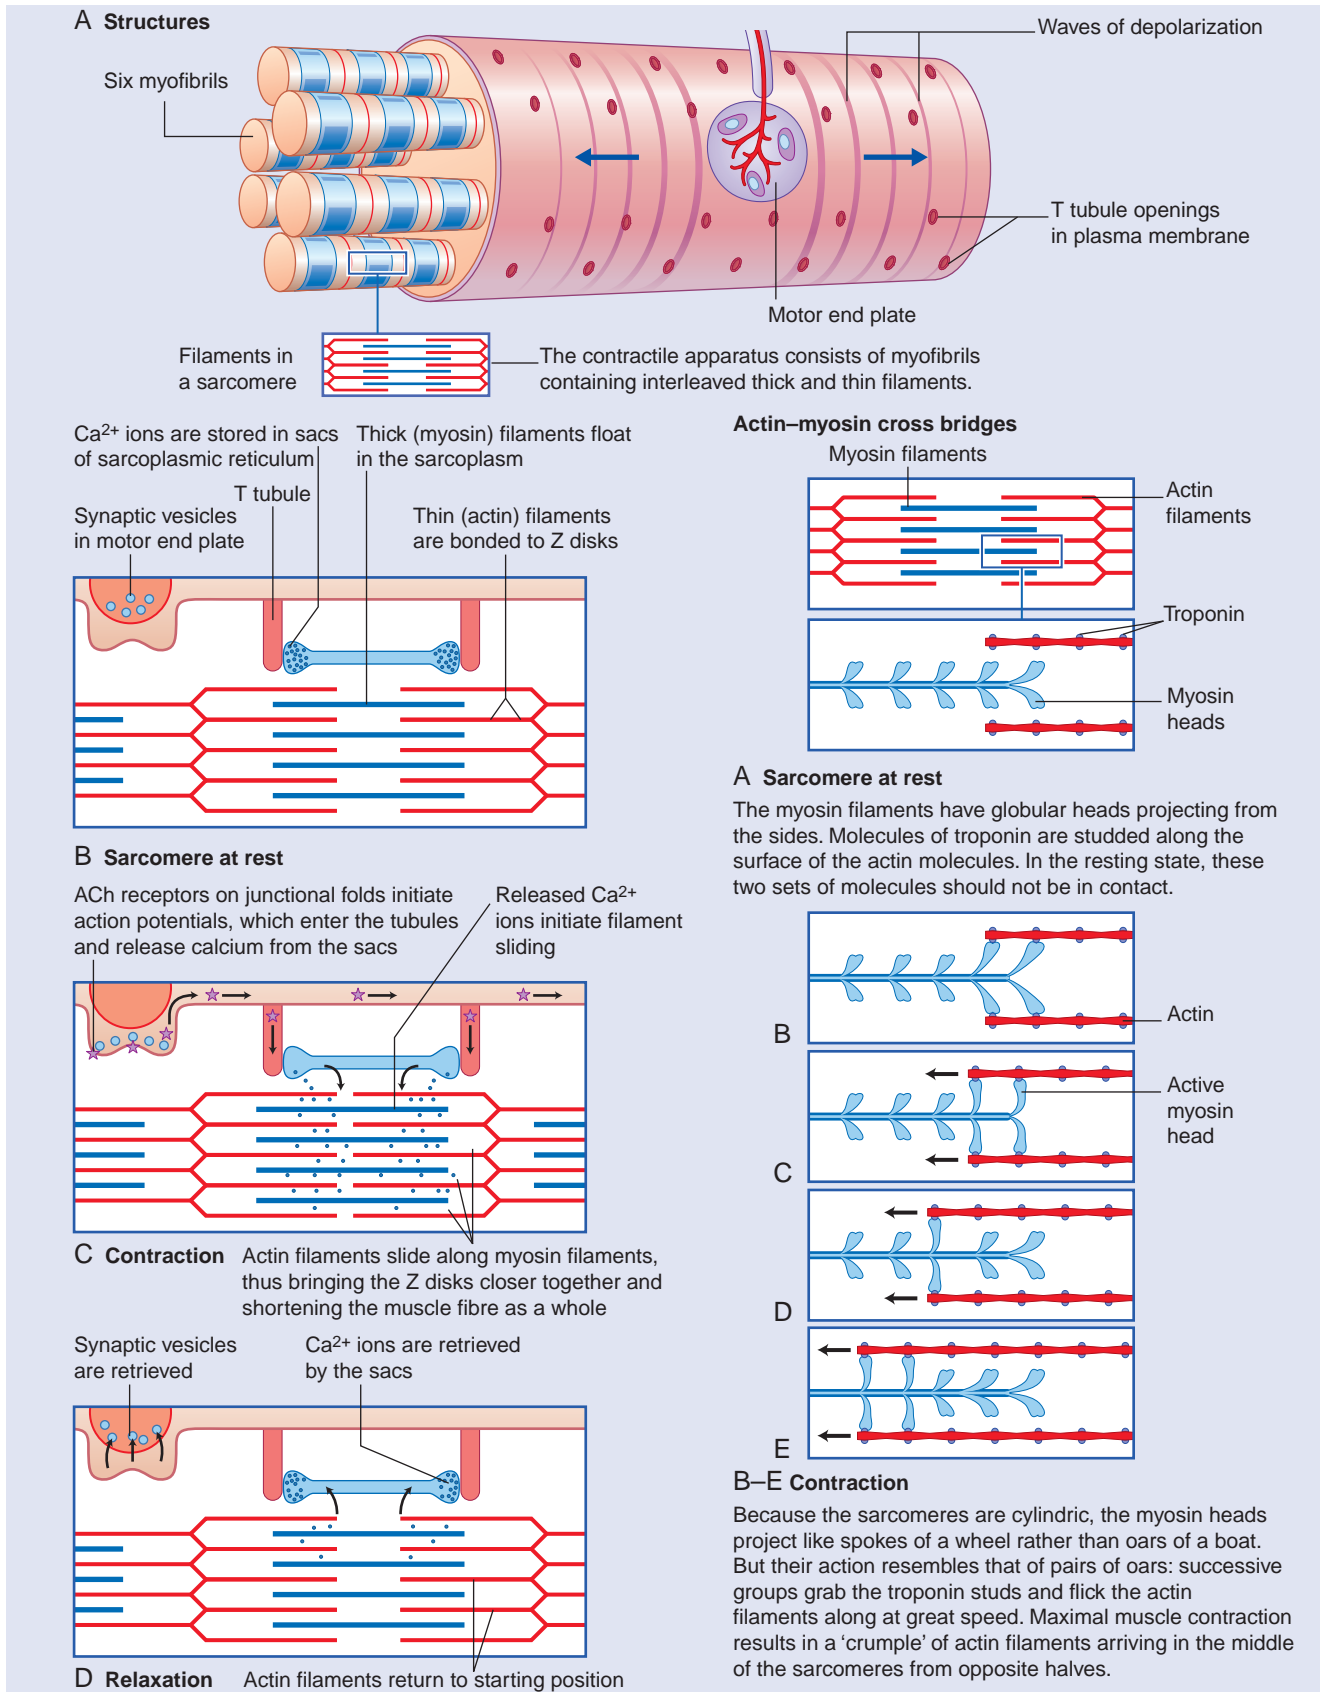 A Structures
Waves of depolarization
Six myofibrils
T tubule openings
in plasma membrane
Motor end plate
Filaments in
a sarcomere
The contractile apparatus consists of myofibrils
containing interleaved thick and thin filaments.
Ca2+ ions are stored in sacs
of sarcoplasmic reticulum
Thick (myosin) filaments float
in the sarcoplasm
T tubule
Synaptic vesicles
in motor end plate
Thin (actin) filaments
are bonded to Z disks
B Sarcomere at rest
ACh receptors on junctional folds initiate
action potentials, which enter the tubules
and release calcium from the sacs
Released Ca2+
ions initiate filament
sliding
C Contraction Actin filaments slide along myosin filaments,
thus bringing the Z disks closer together and
shortening the muscle fibre as a whole
Synaptic vesicles
are retrieved
Ca2+ ions are retrieved
by the sacs
D Relaxation Actin filaments return to starting position
Actin–myosin cross bridges
Myosin filaments
Actin
filaments
Troponin
Myosin
heads
A Sarcomere at rest
The myosin filaments have globular heads projecting from
the sides. Molecules of troponin are studded along the
surface of the actin molecules. In the resting state, these
two sets of molecules should not be in contact.
B
Actin
Active
myosin
head
C
D
E
B–E Contraction
Because the sarcomeres are cylindric, the myosin heads
project like spokes of a wheel rather than oars of a boat.
But their action resembles that of pairs of oars: successive
groups grab the troponin studs and flick the actin
filaments along at great speed. Maximal muscle contraction
results in a ‘crumple’ of actin filaments arriving in the middle
of the sarcomeres from opposite halves.